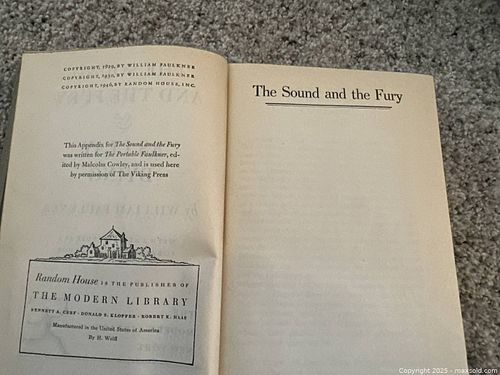 COPYRIGHT, 1929, BY WILLIAM FAULKNER
COPYRIGHT, 1930, BY WILLIAM FAULKNER
COPYRIGHT, 1946, BY RANDOM HOUSE, INC.
This Appendix for The Sound and the Fury
was written for The Portable Faulkner, ed-
ited by Malcolm Cowley, and is used here
by permission of The Viking Press
Random House IS THE PUBLISHER OF
THE MODERN LIBRARY
BENNETT A. CERF · DONALD S. KLOPFER · ROBERT K. HAAS
Manufactured in the United States of America
By H. Wolff
The Sound and the Fury
Copyright 2025 - maxsold.com